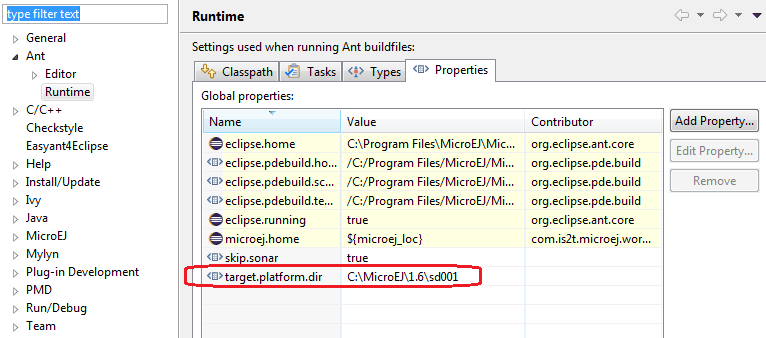 type filter text
General
Ant
Editor
Runtime
C/C++
Checkstyle
Easyant4Eclipse
Help
Install/Update
Ivy
Java
MicroEJ
Mylyn
Plug-in Development
PMD
Run/Debug
Team
Runtime
Settings used when running Ant buildfiles:
Classpath Tasks Types Properties
Global properties:
Name Value Contributor
eclipse.home C:\Program Files\MicroEJ\Mic... org.eclipse.ant.core
eclipse.pdebuild.ho... /C:/Program Files/MicroEJ/Mi... org.eclipse.pde.build
eclipse.pdebuild.sc... /C:/Program Files/MicroEJ/Mi... org.eclipse.pde.build
eclipse.pdebuild.te... /C:/Program Files/MicroEJ/Mi... org.eclipse.pde.build
eclipse.running true org.eclipse.ant.core
microej.home ${microej_loc} com.is2t.microej.wor...
skip.sonar true
target.platform.dir C:\MicroEJ\1.6\sd001
Add Property...
Edit Property...
Remove